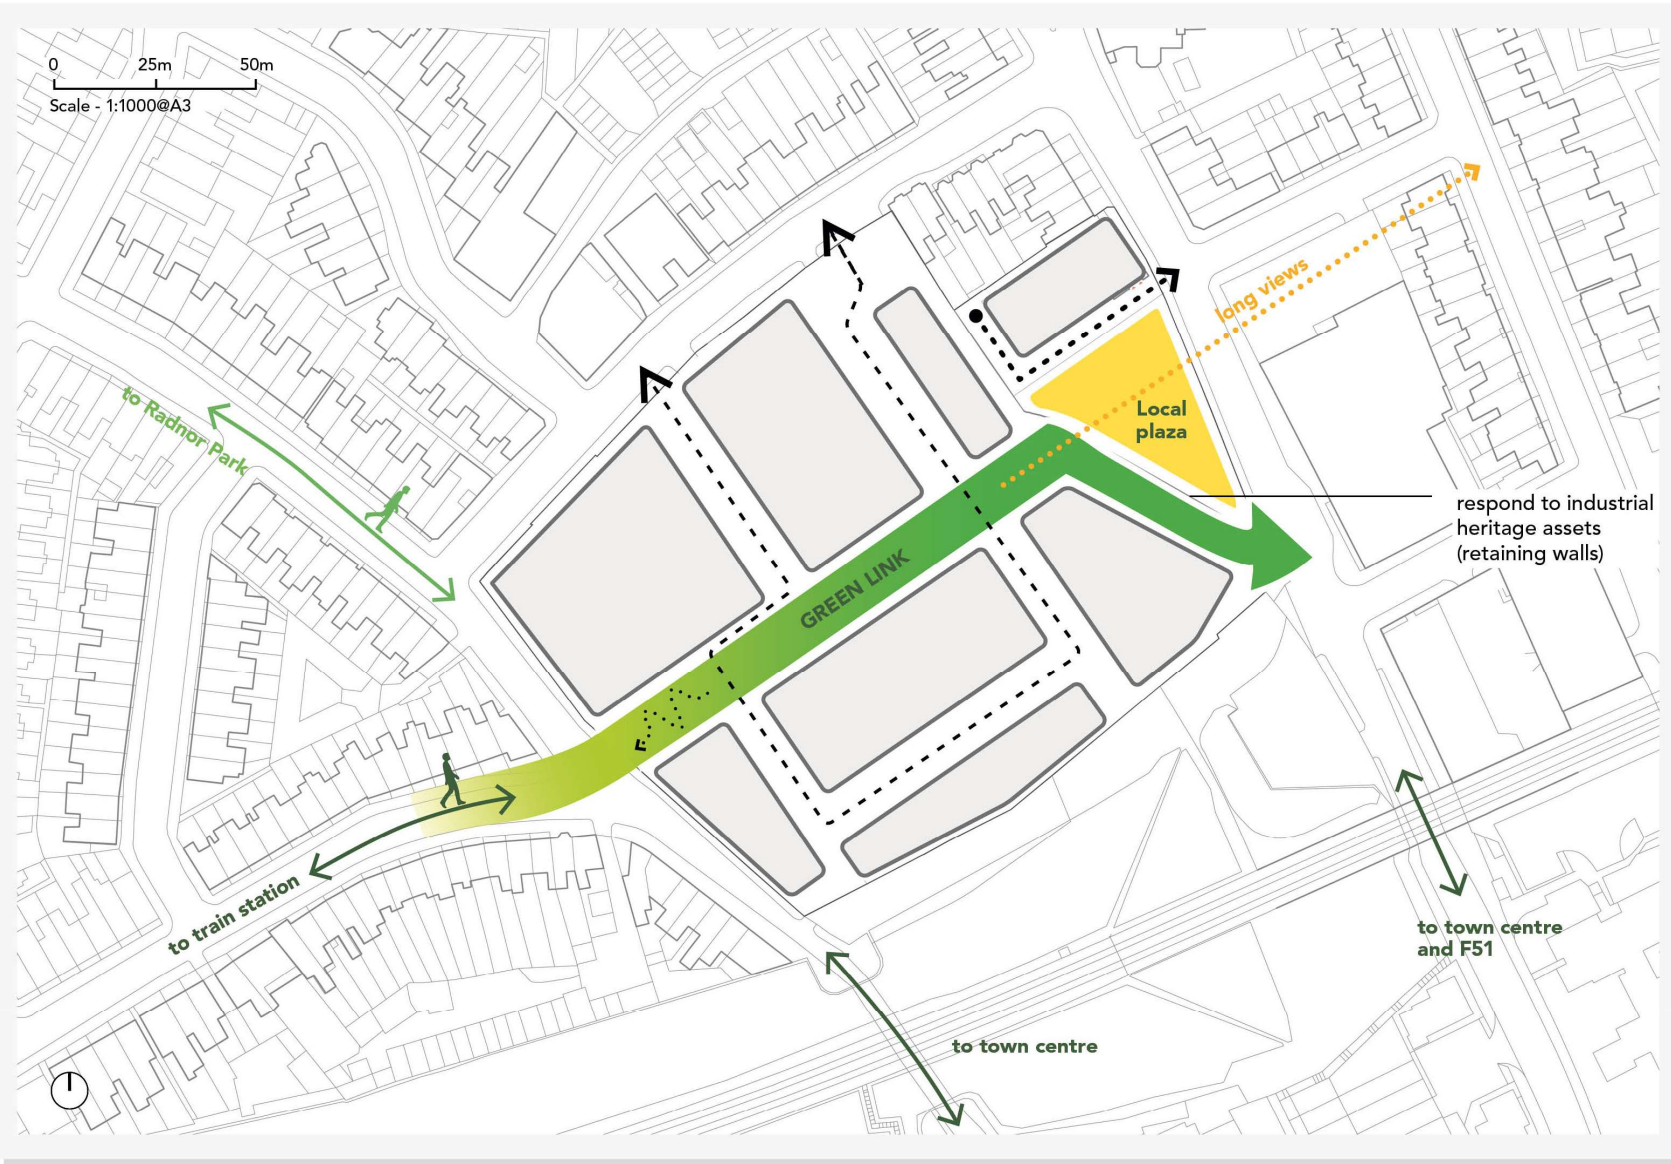 0 25m 50m
Scale - 1:1000@A3
to Radnor Park
long views
Local
plaza
respond to industrial
heritage assets
(retaining walls)
GREEN LINK
to train station
to town centre
and F51
to town centre